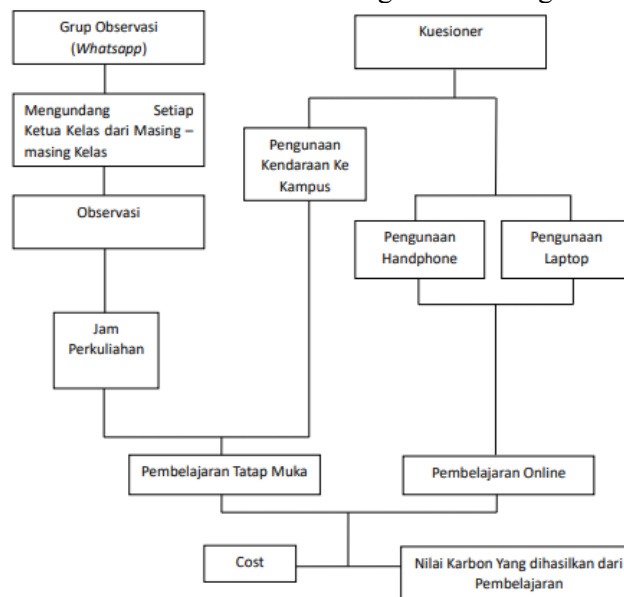 Grup Observasi
(Whatsapp)
Kuesioner
Mengundang Setiap
Ketua Kelas dari Masing –
masing Kelas
Pengunaan
Kendaraan Ke
Kampus
Observasi
Pengunaan
Handphone
Pengunaan
Laptop
Jam
Perkuliahan
Pembelajaran Tatap Muka
Pembelajaran Online
Cost
Nilai Karbon Yang dihasilkan dari
Pembelajaran